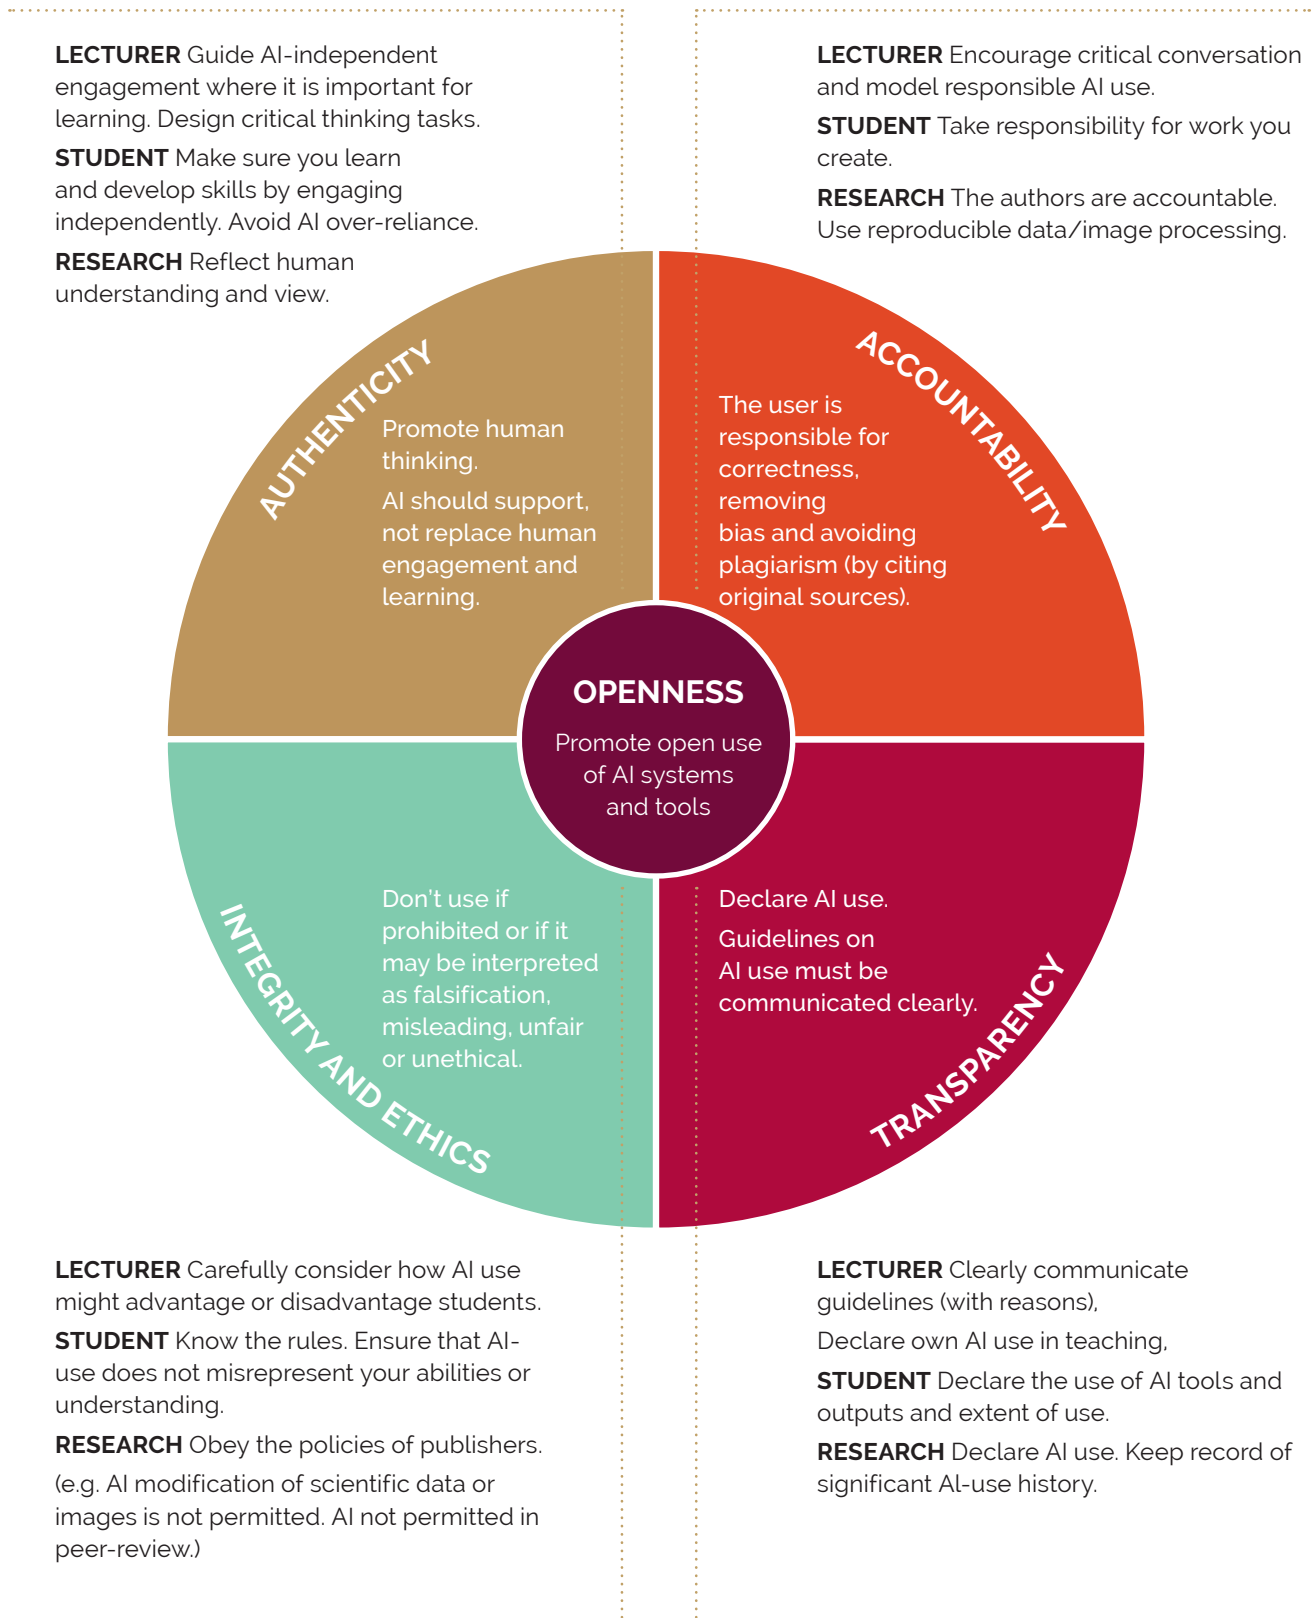 LECTURER Guide AI-independent
engagement where it is important for
learning. Design critical thinking tasks.
STUDENT Make sure you learn
and develop skills by engaging
independently. Avoid AI over-reliance.
RESEARCH Reflect human
understanding and view.
LECTURER Encourage critical conversation
and model responsible AI use.
STUDENT Take responsibility for work you
create.
RESEARCH The authors are accountable.
Use reproducible data/image processing.
AUTHENTICITY
Promote human
thinking.
AI should support,
not replace human
engagement and
learning.
ACCOUNTABILITY
The user is
responsible for
correctness,
removing
bias and avoiding
plagiarism (by citing
original sources).
OPENNESS
Promote open use
of AI systems
and tools
INTEGRITY AND ETHICS
Don't use if
prohibited or if it
may be interpreted
as falsification,
misleading, unfair
or unethical.
TRANSPARENCY
Declare AI use.
Guidelines on
AI use must be
communicated clearly.
LECTURER Carefully consider how AI use
might advantage or disadvantage students.
STUDENT Know the rules. Ensure that AI-
use does not misrepresent your abilities or
understanding.
RESEARCH Obey the policies of publishers.
(e.g. AI modification of scientific data or
images is not permitted. AI not permitted in
peer-review.)
LECTURER Clearly communicate
guidelines (with reasons),
Declare own AI use in teaching,
STUDENT Declare the use of AI tools and
outputs and extent of use.
RESEARCH Declare AI use. Keep record of
significant AI-use history.